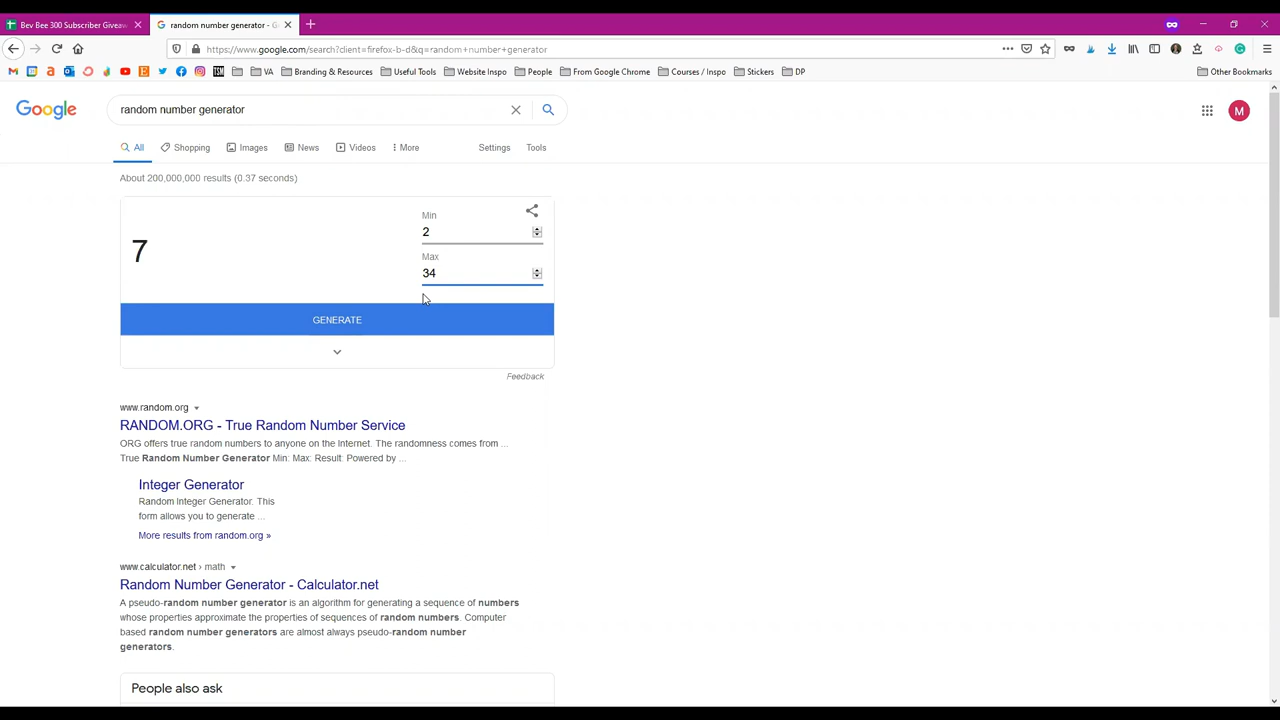 Bev Bee 300 Subscriber Giveaw
random number generator - G
https://www.google.com/search?client=firefox-b-d&q=random+number+generator
VA
Branding & Resources
Useful Tools
Website Inspo
People
From Google Chrome
Courses / Inspo
Stickers
DP
Other Bookmarks
Google
random number generator
M
All
Shopping
Images
News
Videos
More
Settings
Tools
About 200,000,000 results (0.37 seconds)
7
Min
2
Max
34
GENERATE
Feedback
www.random.org
RANDOM.ORG - True Random Number Service
ORG offers true random numbers to anyone on the Internet. The randomness comes from ...
True Random Number Generator Min: Max: Result: Powered by ...
Integer Generator
Random Integer Generator. This
form allows you to generate ...
More results from random.org »
www.calculator.net › math
Random Number Generator - Calculator.net
A pseudo-random number generator is an algorithm for generating a sequence of numbers
whose properties approximate the properties of sequences of random numbers. Computer
based random number generators are almost always pseudo-random number
generators.
People also ask